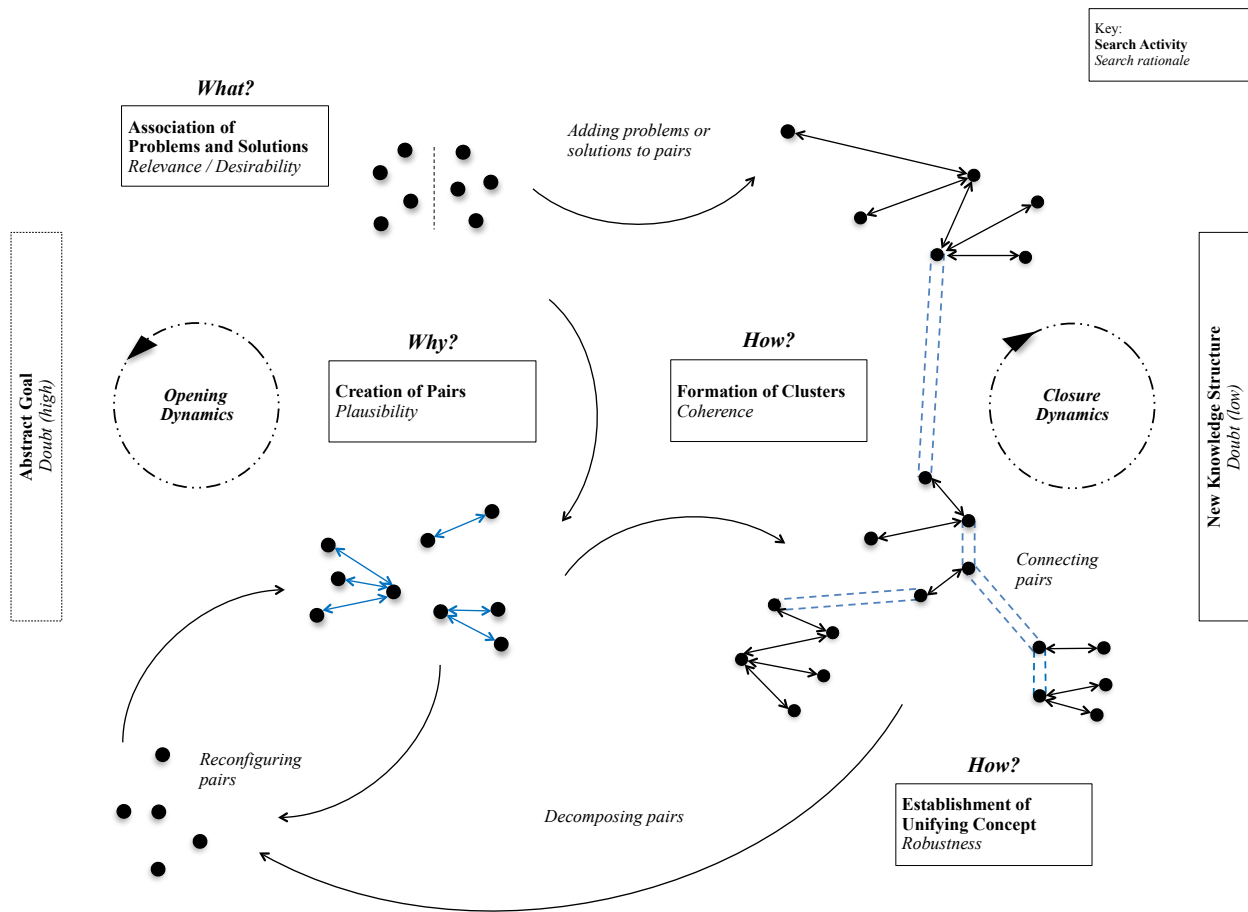 Key:
Search Activity
Search rationale
What?
Association of
Problems and Solutions
Relevance / Desirability
Adding problems or
solutions to pairs
Abstract Goal
Doubt (high)
Opening
Dynamics
Why?
Creation of Pairs
Plausibility
How?
Formation of Clusters
Coherence
Closure
Dynamics
New Knowledge Structure
Doubt (low)
Connecting
pairs
Reconfiguring
pairs
Decomposing pairs
How?
Establishment of
Unifying Concept
Robustness